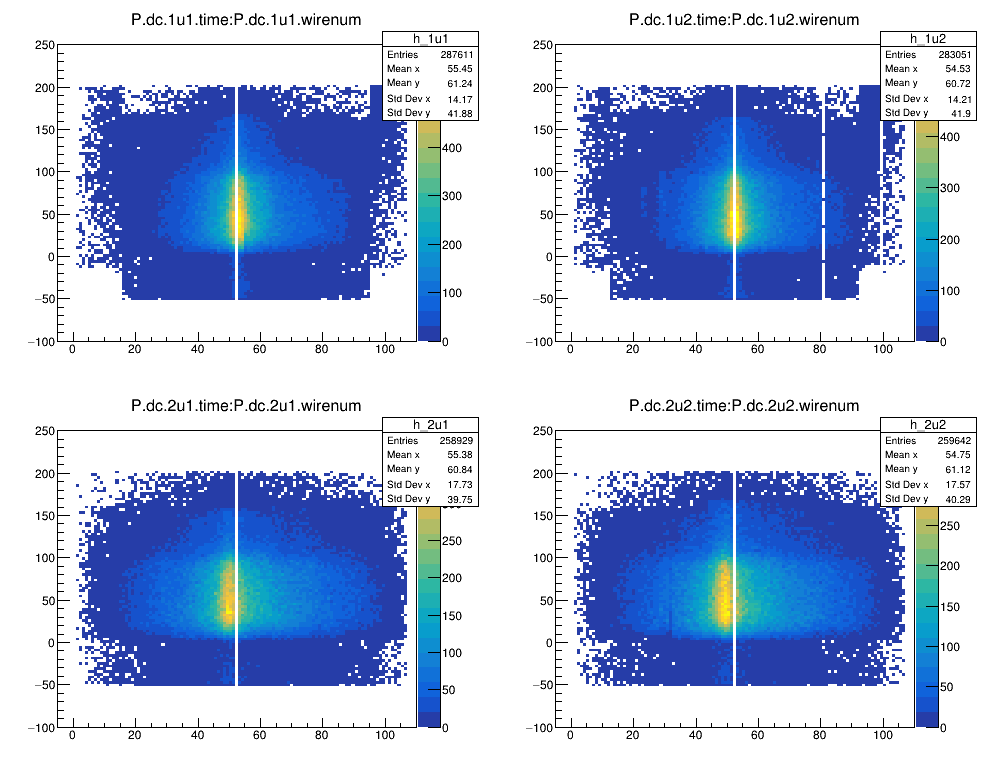 P.dc.1u1.time:P.dc.1u1.wirenum
h_1u1
Entries 287611
Mean x 55.45
Mean y 61.24
Std Dev x 14.17
Std Dev y 41.88
250
200
150
100
50
0
−50
−100
0 20 40 60 80 100
400
300
200
100
0
P.dc.1u2.time:P.dc.1u2.wirenum
h_1u2
Entries 283051
Mean x 54.53
Mean y 60.72
Std Dev x 14.21
Std Dev y 41.9
250
200
150
100
50
0
−50
−100
0 20 40 60 80 100
400
300
200
100
0
P.dc.2u1.time:P.dc.2u1.wirenum
h_2u1
Entries 258929
Mean x 55.38
Mean y 60.84
Std Dev x 17.73
Std Dev y 39.75
250
200
150
100
50
0
−50
−100
0 20 40 60 80 100
250
200
150
100
50
0
P.dc.2u2.time:P.dc.2u2.wirenum
h_2u2
Entries 259642
Mean x 54.75
Mean y 61.12
Std Dev x 17.57
Std Dev y 40.29
250
200
150
100
50
0
−50
−100
0 20 40 60 80 100
250
200
150
100
50
0